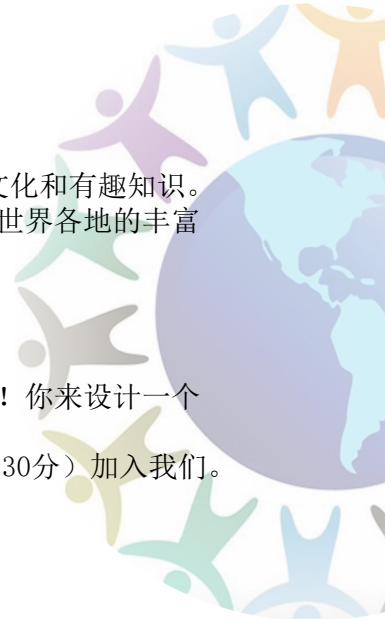 文化和有趣知识。
世界各地的丰富
！你来设计一个
30分）加入我们。